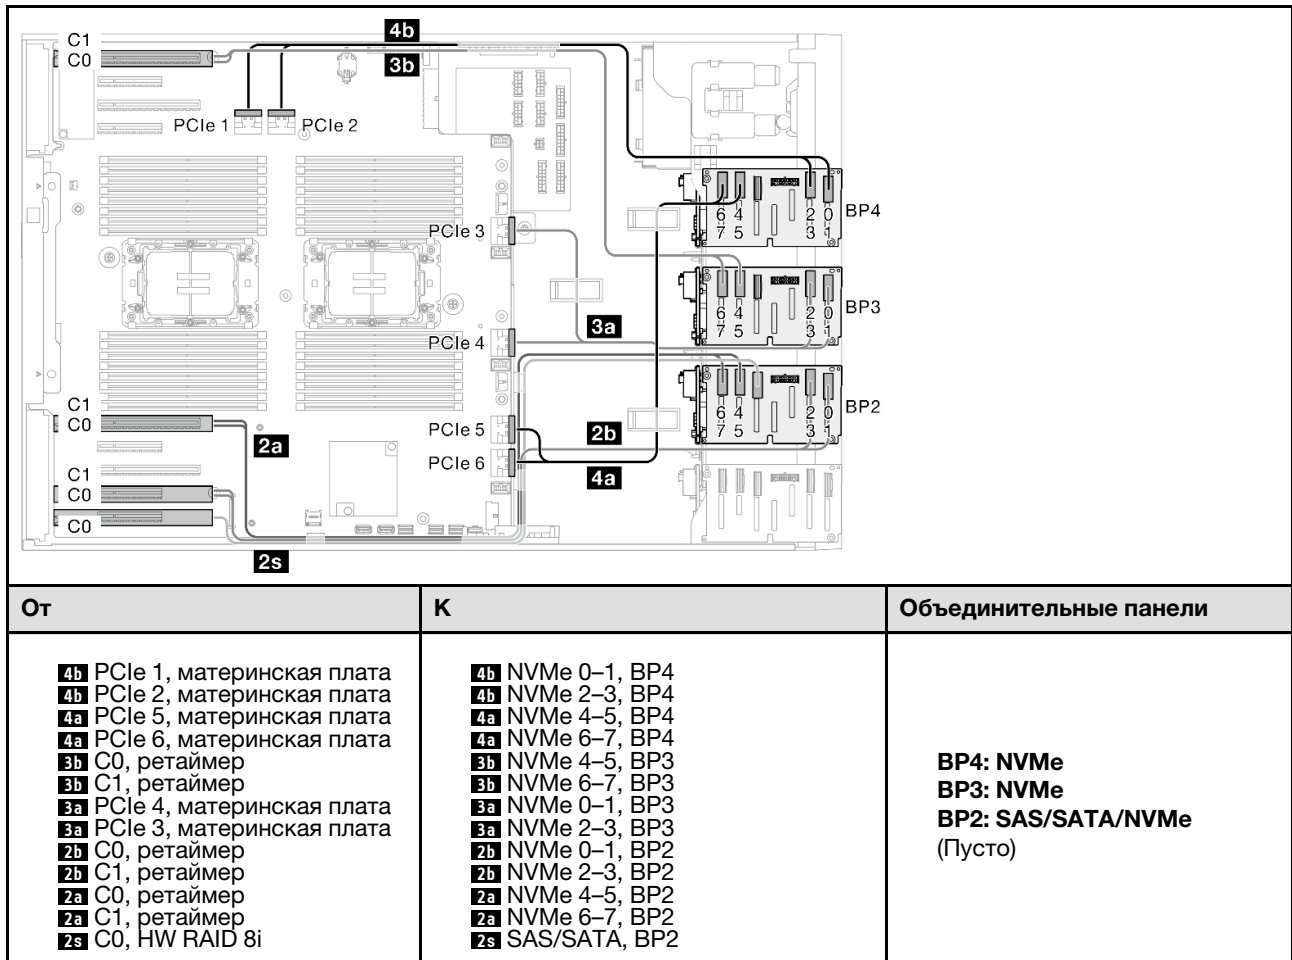 4b
C1
C0
3b
PCIe 1
PCIe 2
6 4 2 0
7 5 3 1
BP4
PCIe 3
6 4 2 0
7 5 3 1
BP3
3a
PCIe 4
C1
C0
6 4 2 0
7 5 3 1
BP2
2a
PCIe 5
2b
PCIe 6
C1
C0
4a
C0
2s
От
К
Объединительные панели
4b PCIe 1, материнская плата
4b PCIe 2, материнская плата
4a PCIe 5, материнская плата
4a PCIe 6, материнская плата
3b C0, ретаймер
3b C1, ретаймер
3a PCIe 4, материнская плата
3a PCIe 3, материнская плата
2b C0, ретаймер
2b C1, ретаймер
2a C0, ретаймер
2a C1, ретаймер
2s C0, HW RAID 8i
4b NVMe 0–1, BP4
4b NVMe 2–3, BP4
4a NVMe 4–5, BP4
4a NVMe 6–7, BP4
3b NVMe 4–5, BP3
3b NVMe 6–7, BP3
3a NVMe 0–1, BP3
3a NVMe 2–3, BP3
2b NVMe 0–1, BP2
2b NVMe 2–3, BP2
2a NVMe 4–5, BP2
2a NVMe 6–7, BP2
2s SAS/SATA, BP2
BP4: NVMe
BP3: NVMe
BP2: SAS/SATA/NVMe
(Пусто)